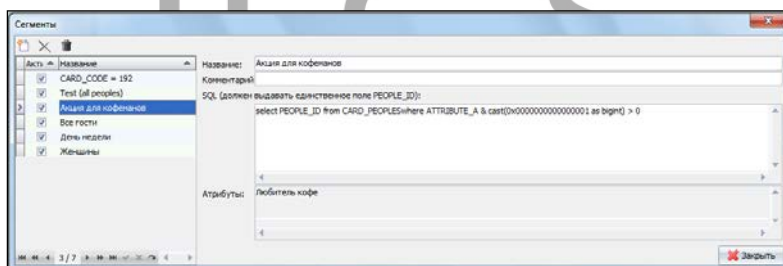 Сегменты
Акть Название
CARD_CODE = 192
Test (all peoples)
Акция для кофеманов
Все гости
День недели
Женщины
3 / 7
Название: Акция для кофеманов
Комментарий
SQL (должен выдавать единственное поле PEOPLE_ID):
select PEOPLE_ID from CARD_PEOPLESwhere ATTRIBUTE_A & cast(0x0000000000000001 as bigint) > 0
Атрибуты: Любитель кофе
Закрыть